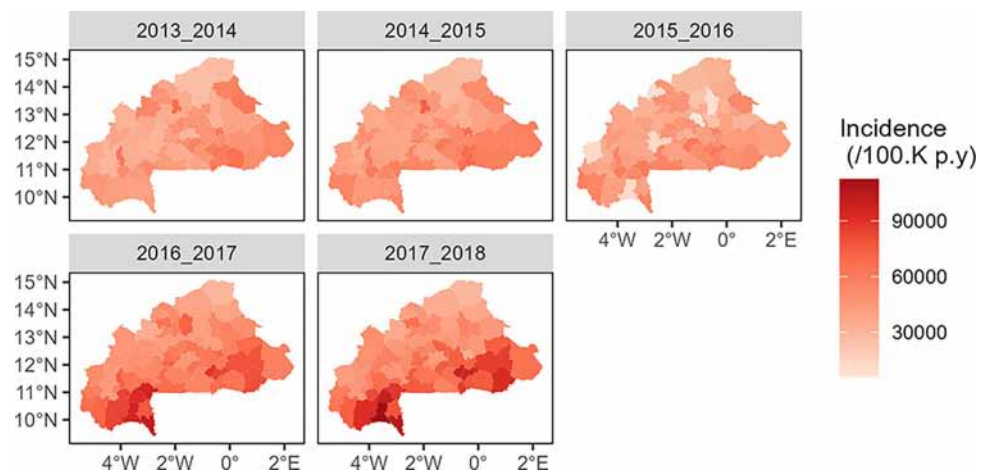 2013_2014 2014_2015 2015_2016
15°N
14°N
13°N
12°N
11°N
10°N
4°W 2°W 0° 2°E
Incidence
(/100.K p.y)
90000
60000
30000
2016_2017 2017_2018
15°N
14°N
13°N
12°N
11°N
10°N
4°W 2°W 0° 2°E 4°W 2°W 0° 2°E